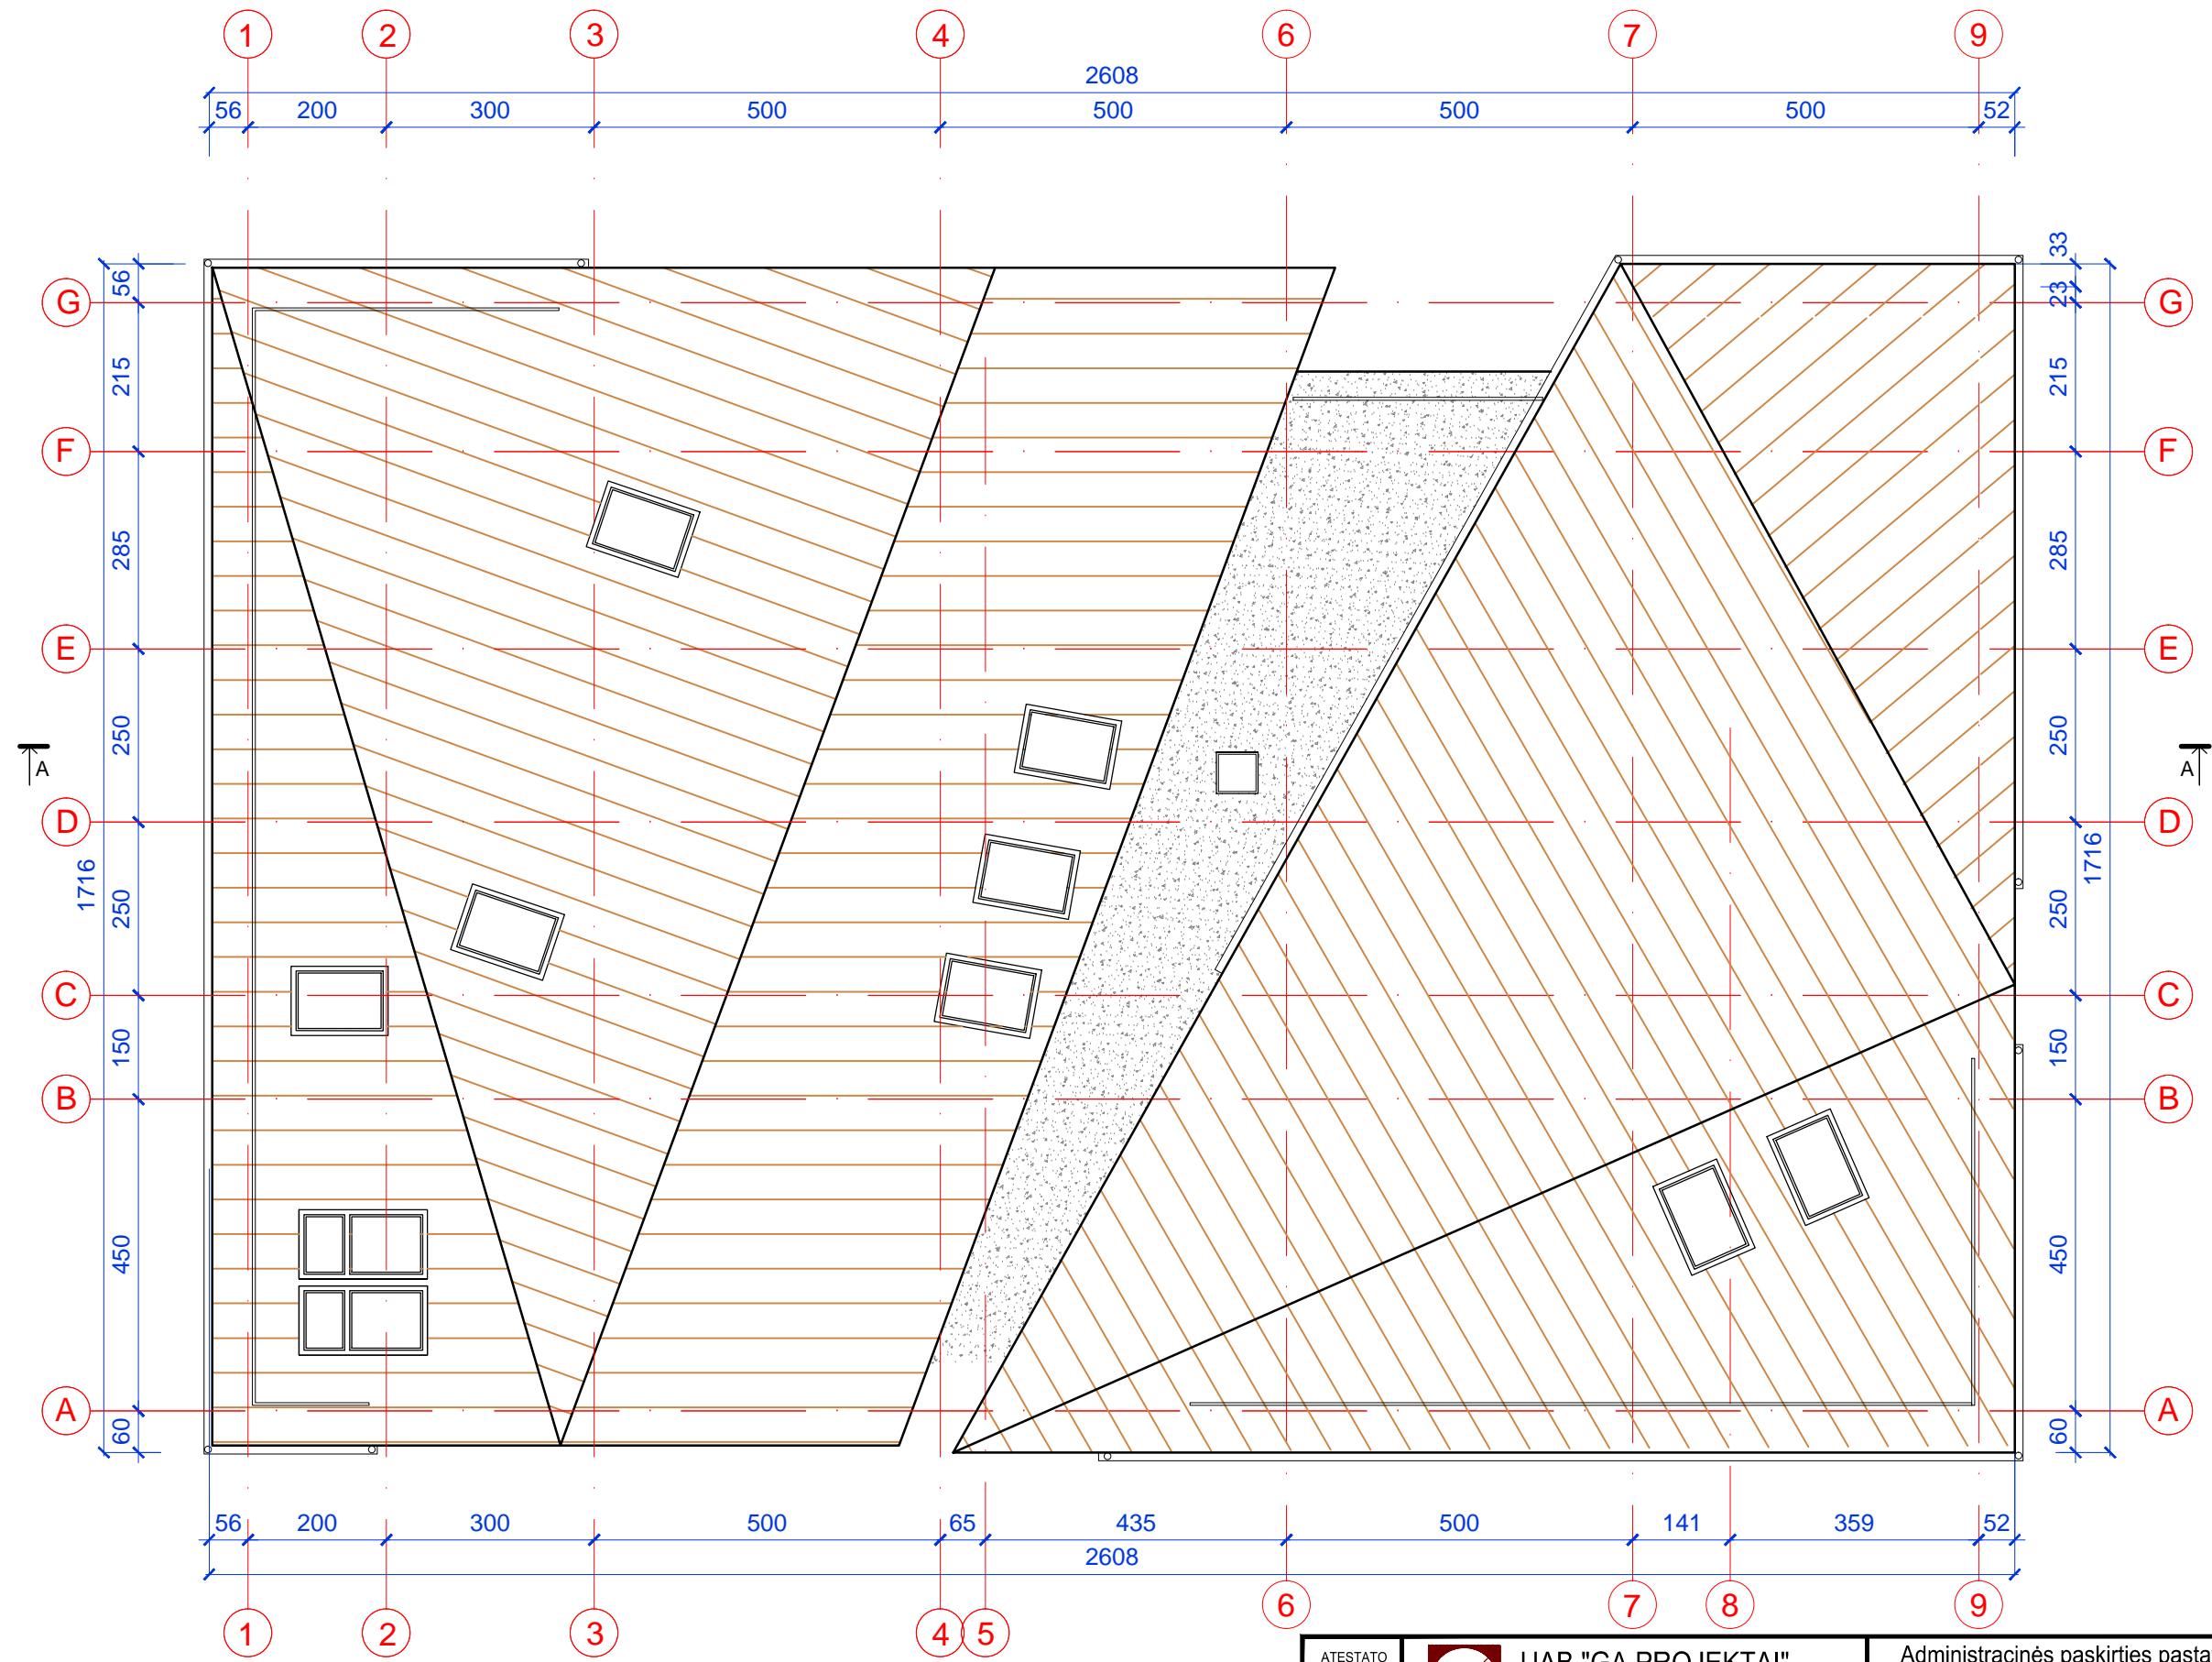 1 2 3 4 6 7 9
2608
56 200 300 500 500 500 500 52
56 33
G 23 G
215 215
F F
285 285
E E
250 250
A A
D D
1716 1716
250 250
C C
150 150
B B
450 450
A A
60 60
56 200 300 500 65 435 500 141 359 52
2608
6 7 8 9
1 2 3 4 5
ATESTATO UAB "GA PROJEKTAI" Administracinės paskirties pasta